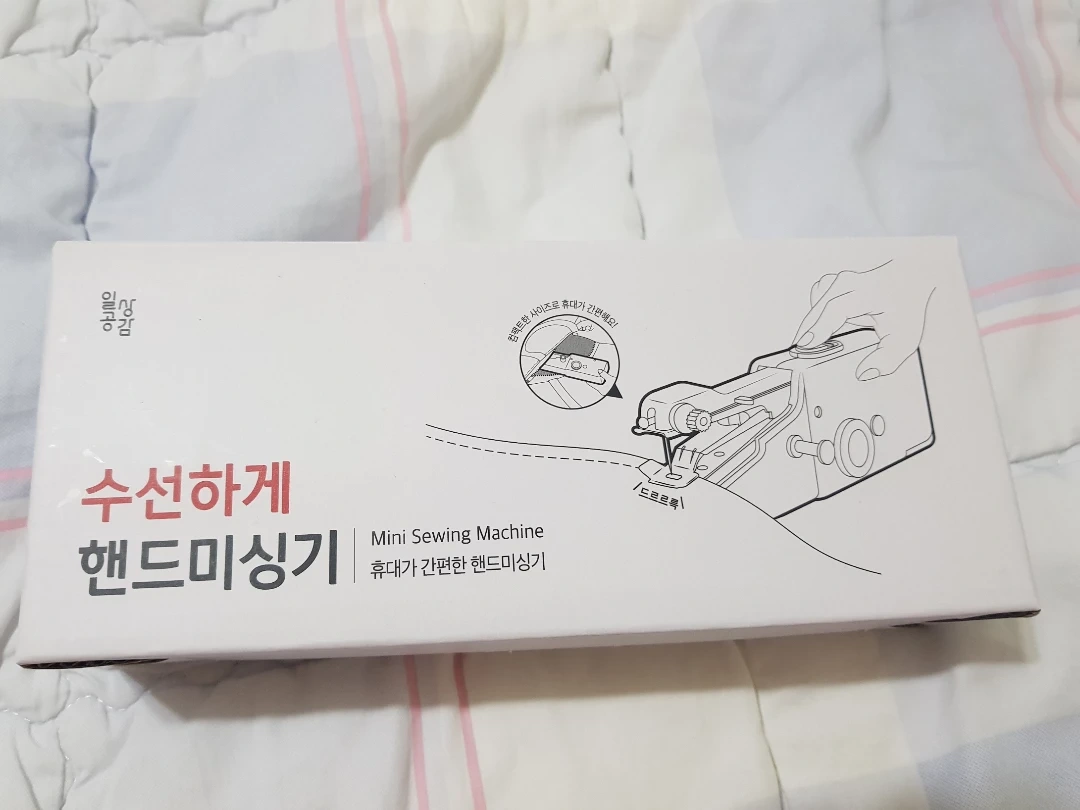 일상
공감
컴팩트한 사이즈로 휴대가 간편해요!
드르르륵
수선하게
핸드미싱기
Mini Sewing Machine
휴대가 간편한 핸드미싱기